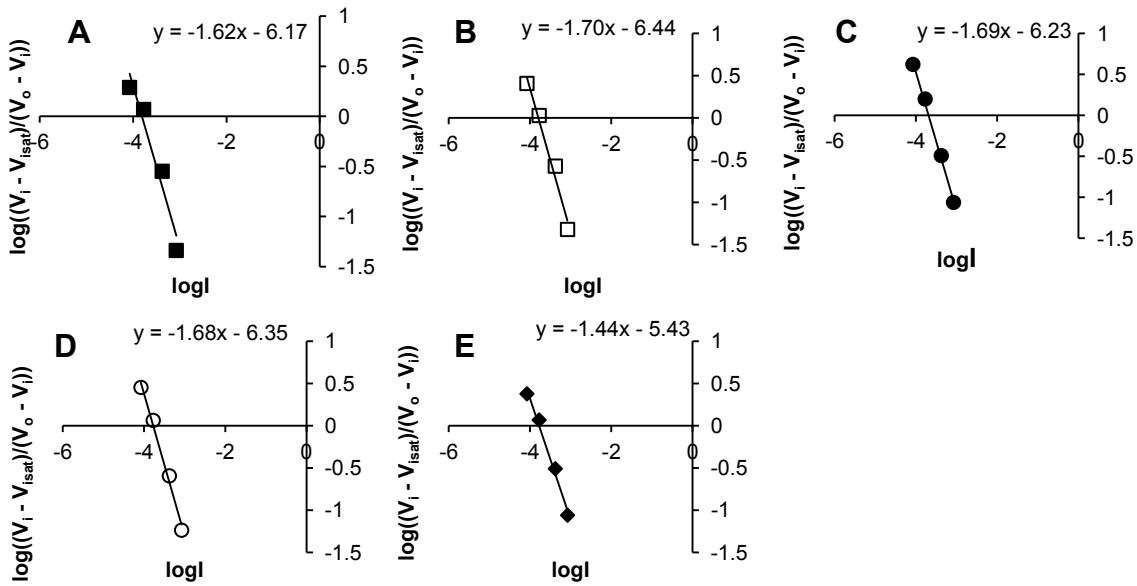 A
y = -1.62x - 6.17
log((Vi - Visat)/(Vo - Vi))
1
0.5
0
-0.5
-1
-1.5
-6
-4
-2
0
logI
B
y = -1.70x - 6.44
log((Vi - Visat)/(Vo - Vi))
1
0.5
0
-0.5
-1
-1.5
-6
-4
-2
0
logI
C
y = -1.69x - 6.23
log((Vi - Visat)/(Vo - Vi))
1
0.5
0
-0.5
-1
-1.5
-6
-4
-2
0
logI
D
y = -1.68x - 6.35
log((Vi - Visat)/(Vo - Vi))
1
0.5
0
-0.5
-1
-1.5
-6
-4
-2
0
logI
E
y = -1.44x - 5.43
log((Vi - Visat)/(Vo - Vi))
1
0.5
0
-0.5
-1
-1.5
-6
-4
-2
0
logI